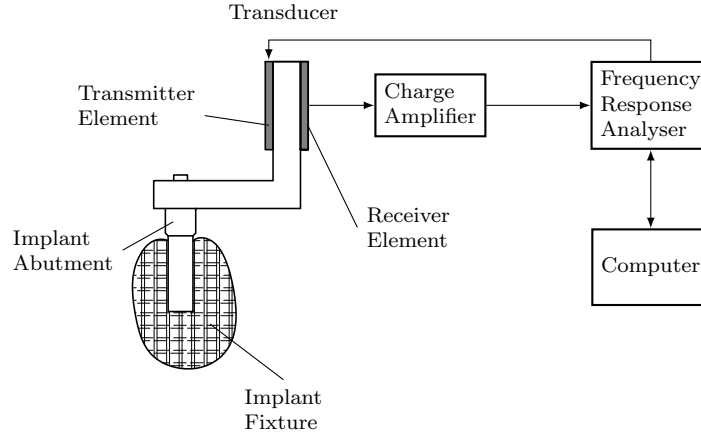 Transducer
Transmitter
Element
Charge
Amplifier
Frequency
Response
Analyser
Receiver
Element
Implant
Abutment
Computer
Implant
Fixture